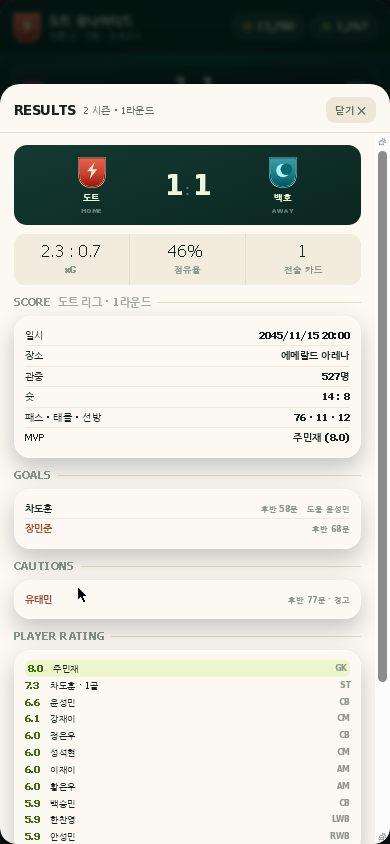 RESULTS 2 시즌 • 1라운드
닫기 ×
1:1
도트
백호
HOME
AWAY
2.3 : 0.7
46%
1
xG
점유율
전술 카드
SCORE 도트 리그 • 1라운드
일시 2045/11/15 20:00
장소 에메랄드 아레나
관중 527명
슛 14 : 8
패스 • 태클 • 선방 76 • 11 • 12
MVP 주민재 (8.0)
GOALS
차도훈 후반 58분 도움 윤성민
장민준 후반 68분
CAUTIONS
유태민 후반 77분 · 경고
PLAYER RATING
8.0 주민재 GK
7.3 차도훈 · 1골 ST
6.6 윤성민 CB
6.1 강재이 CM
6.0 정은우 CB
6.0 성석현 CM
6.0 이재이 AM
6.0 황은우 AM
5.9 백승민 CB
5.9 한찬영 LWB
5.9 안성민 RWB